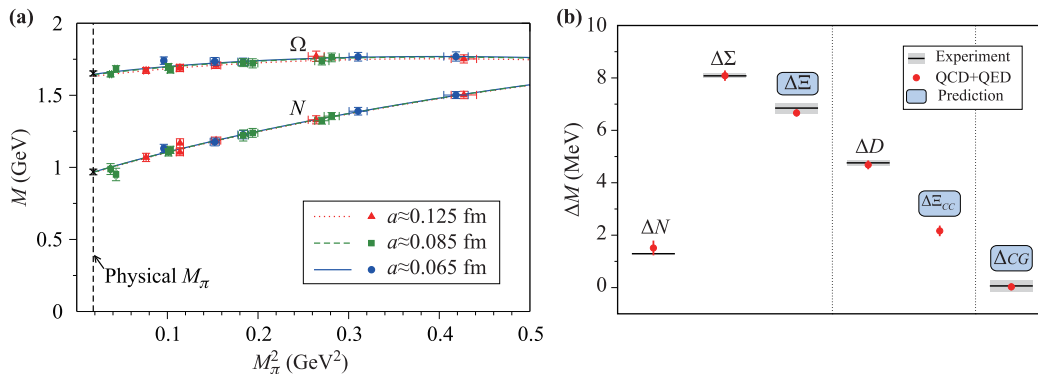 (a)
M (GeV)
2
1.5
1
0.5
0
Ω
N
Physical M_π
a≈0.125 fm
a≈0.085 fm
a≈0.065 fm
0.1
0.2
0.3
0.4
0.5
M_π^2 (GeV^2)
(b)
ΔM (MeV)
10
8
6
4
2
0
ΔN
ΔΣ
ΔΞ
ΔD
ΔΞ_CC
ΔCG
Experiment
QCD+QED
Prediction